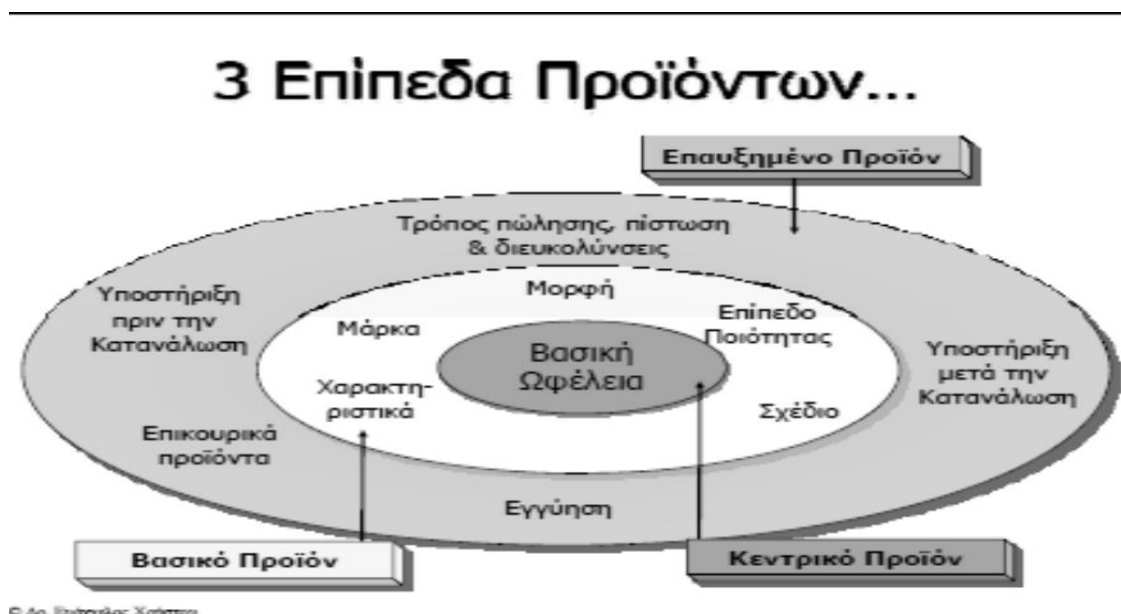 3 Επίπεδα Προϊόντων...
Επαυξημένο Προϊόν
Τρόπος πώλησης, πίστωση
& διευκολύνσεις
Μορφή
Υποστήριξη
πριν την
Κατανάλωση
Μάρκα
Επίπεδο
Ποιότητας
Βασική
Ωφέλεια
Υποστήριξη
μετά την
Κατανάλωση
Χαρακτη-
ριστικά
Σχέδιο
Επικουρικά
προϊόντα
Εγγύηση
Βασικό Προϊόν
Κεντρικό Προϊόν